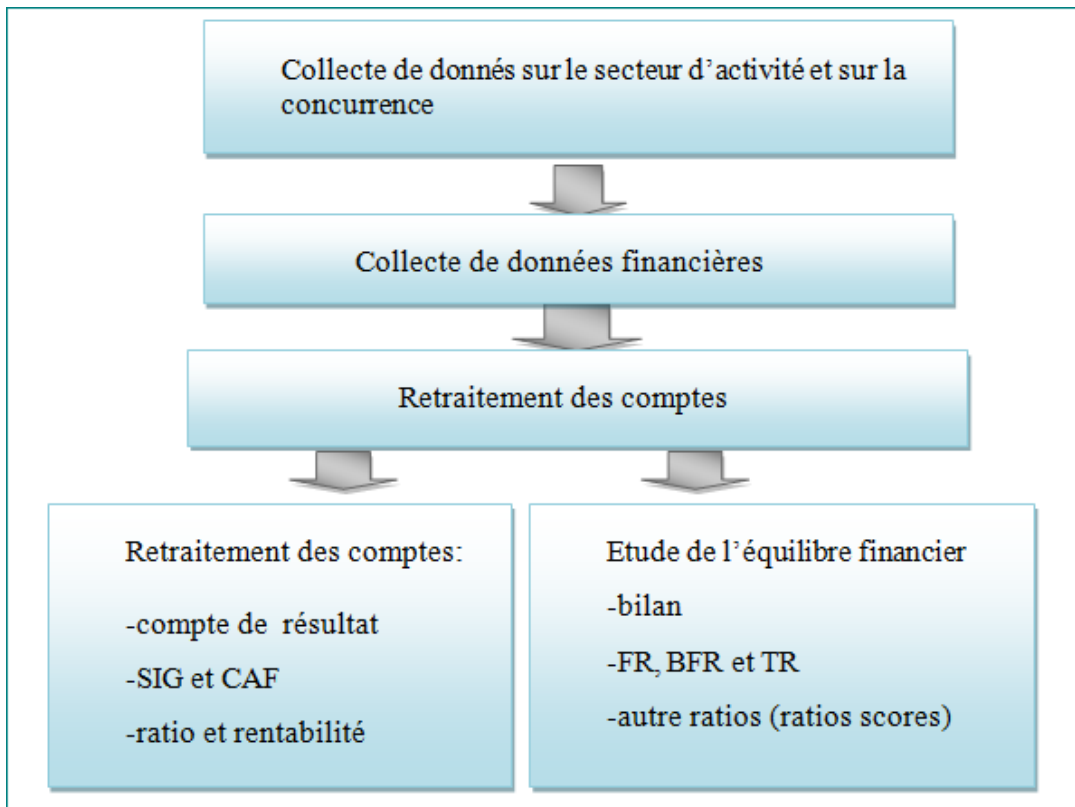 Collecte de donnés sur le secteur d'activité et sur la
concurrence
Collecte de données financières
Retraitement des comptes
Retraitement des comptes:
-compte de résultat
-SIG et CAF
-ratio et rentabilité
Etude de l'équilibre financier
-bilan
-FR, BFR et TR
-autre ratios (ratios scores)